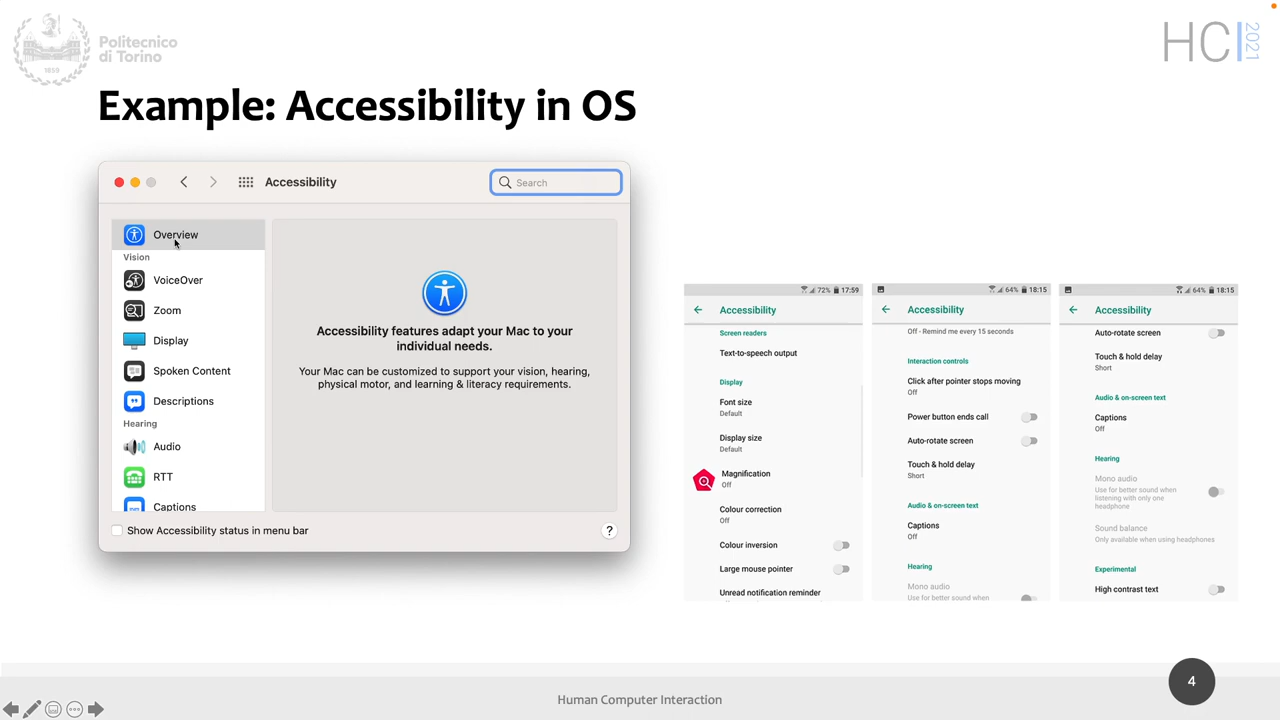 Politecnico
di Torino
1859
HCI 2021
Example: Accessibility in OS
Accessibility
Search
Overview
Vision
VoiceOver
Zoom
Display
Spoken Content
Descriptions
Hearing
Audio
RTT
Captions
Accessibility features adapt your Mac to your
individual needs.
Your Mac can be customized to support your vision, hearing,
physical motor, and learning & literacy requirements.
Show Accessibility status in menu bar
?
72% 17:59
Accessibility
Screen readers
Text-to-speech output
Display
Font size
Default
Display size
Default
Magnification
Off
Colour correction
Off
Colour inversion
Large mouse pointer
Unread notification reminder
64% 18:15
Accessibility
Off - Remind me every 15 seconds
Interaction controls
Click after pointer stops moving
Off
Power button ends call
Auto-rotate screen
Touch & hold delay
Short
Audio & on-screen text
Captions
Off
Hearing
Mono audio
Use for better sound when
64% 18:15
Accessibility
Auto-rotate screen
Touch & hold delay
Short
Audio & on-screen text
Captions
Off
Hearing
Mono audio
Use for better sound when
listening with only one
headphone
Sound balance
Only available when using headphones
Experimental
High contrast text
Human Computer Interaction
4